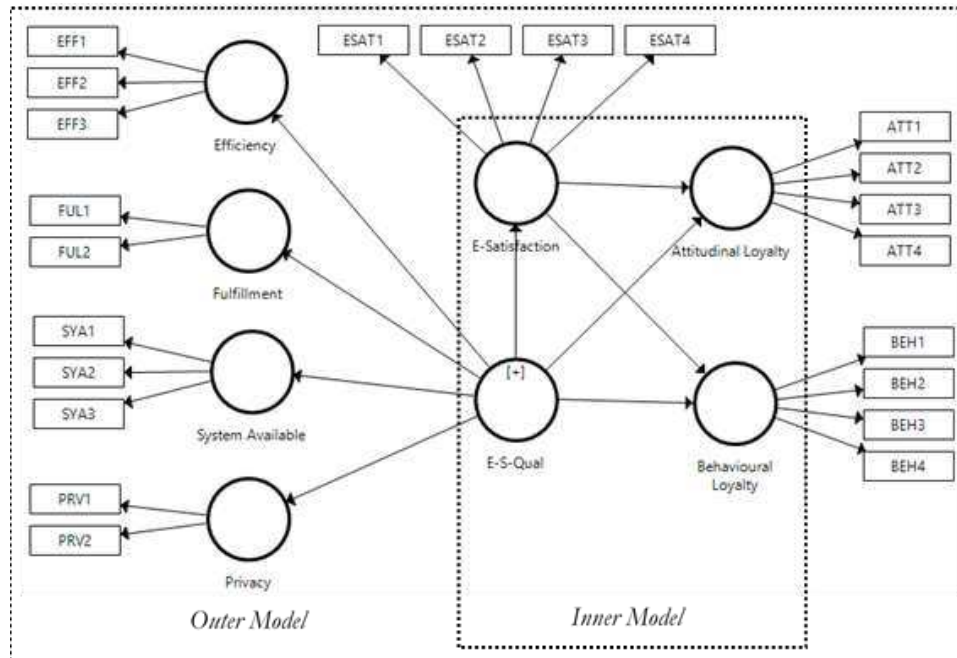 EFF1
EFF2
EFF3
Efficiency
FUL1
FUL2
Fulfillment
SYA1
SYA2
SYA3
System Available
PRV1
PRV2
Privacy
ESAT1
ESAT2
ESAT3
ESAT4
E-Satisfaction
[+]
E-S-Qual
Attitudinal Loyalty
Behavioural
Loyalty
ATT1
ATT2
ATT3
ATT4
BEH1
BEH2
BEH3
BEH4
Outer Model
Inner Model